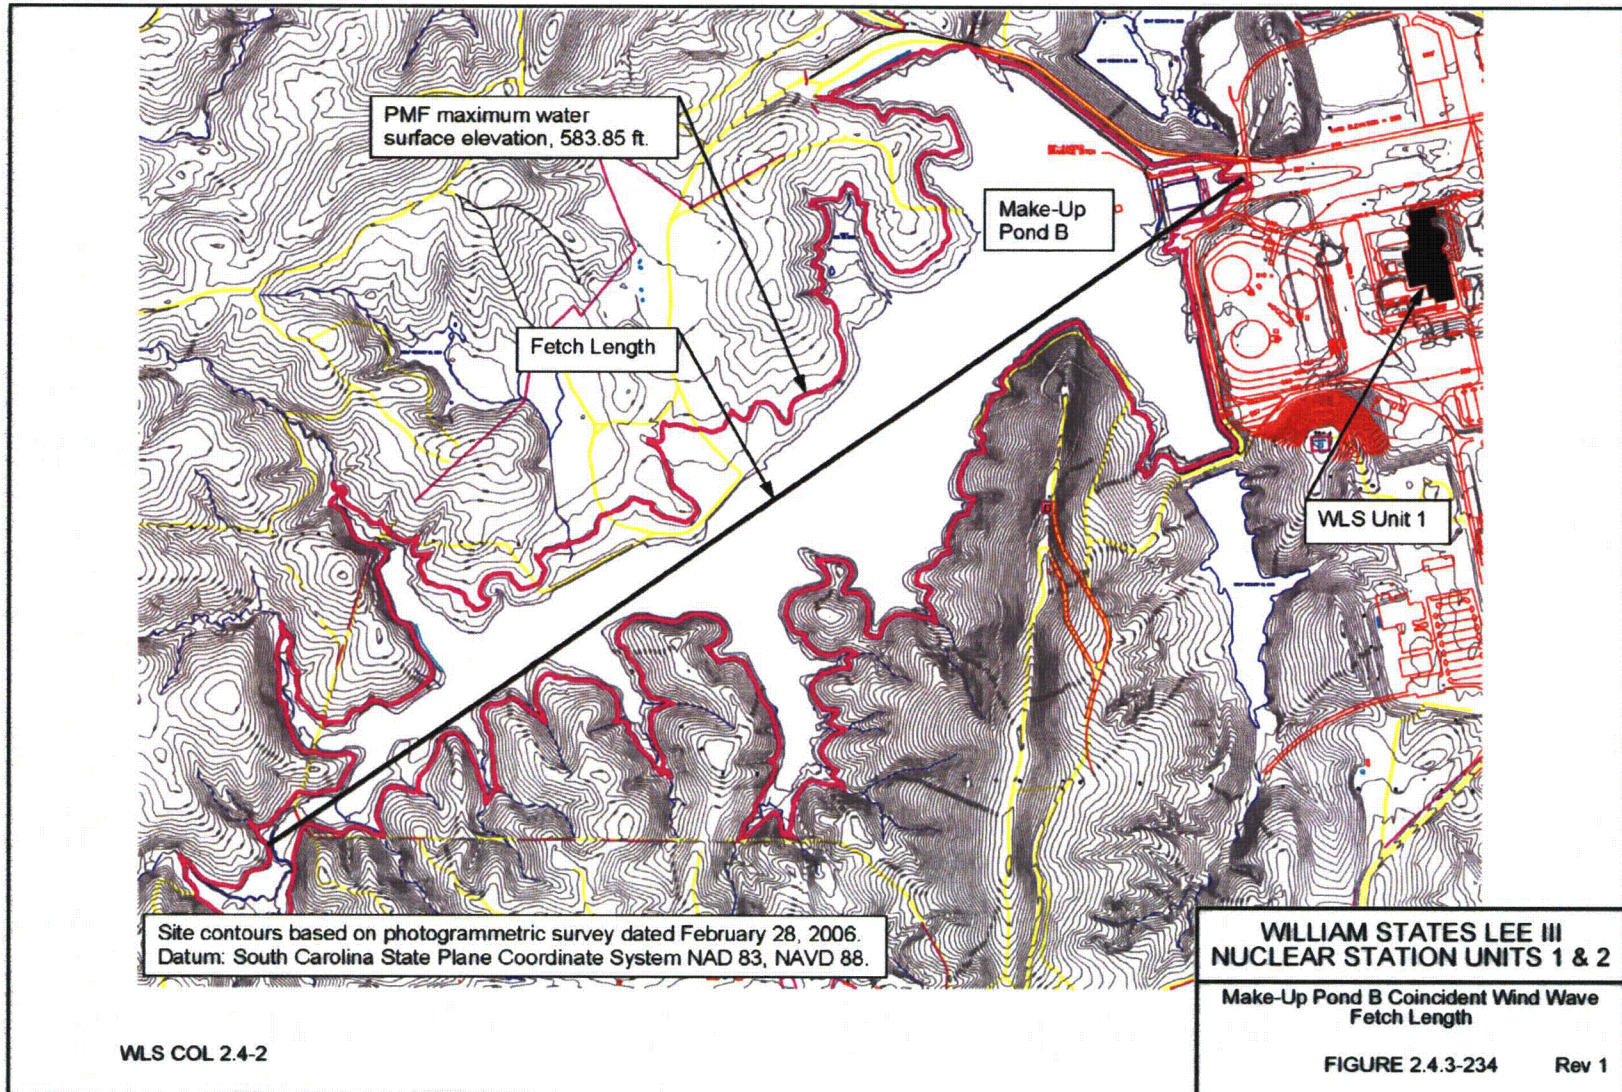 PMF maximum water
surface elevation, 583.85 ft.
Make-Up
Pond B
Fetch Length
WLS Unit 1
Site contours based on photogrammetric survey dated February 28, 2006.
Datum: South Carolina State Plane Coordinate System NAD 83, NAVD 88.
WILLIAM STATES LEE III
NUCLEAR STATION UNITS 1 & 2
Make-Up Pond B Coincident Wind Wave
Fetch Length
WLS COL 2.4-2
FIGURE 2.4.3-234 Rev 1